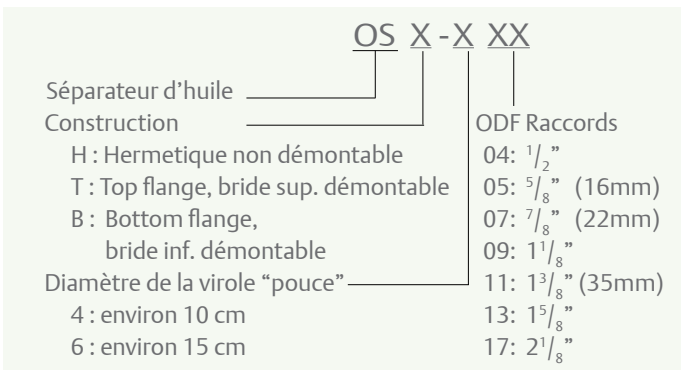 OS X - X XX
Séparateur d'huile
Construction ODF Raccords
H : Hermetique non démontable 04: 1/2”
T : Top flange, bride sup. démontable 05: 5/8” (16mm)
B : Bottom flange, 07: 7/8” (22mm)
bride inf. démontable 09: 1 1/8”
Diamètre de la virole “pouce” 11: 1 3/8” (35mm)
4 : environ 10 cm 13: 1 5/8”
6 : environ 15 cm 17: 2 1/8”